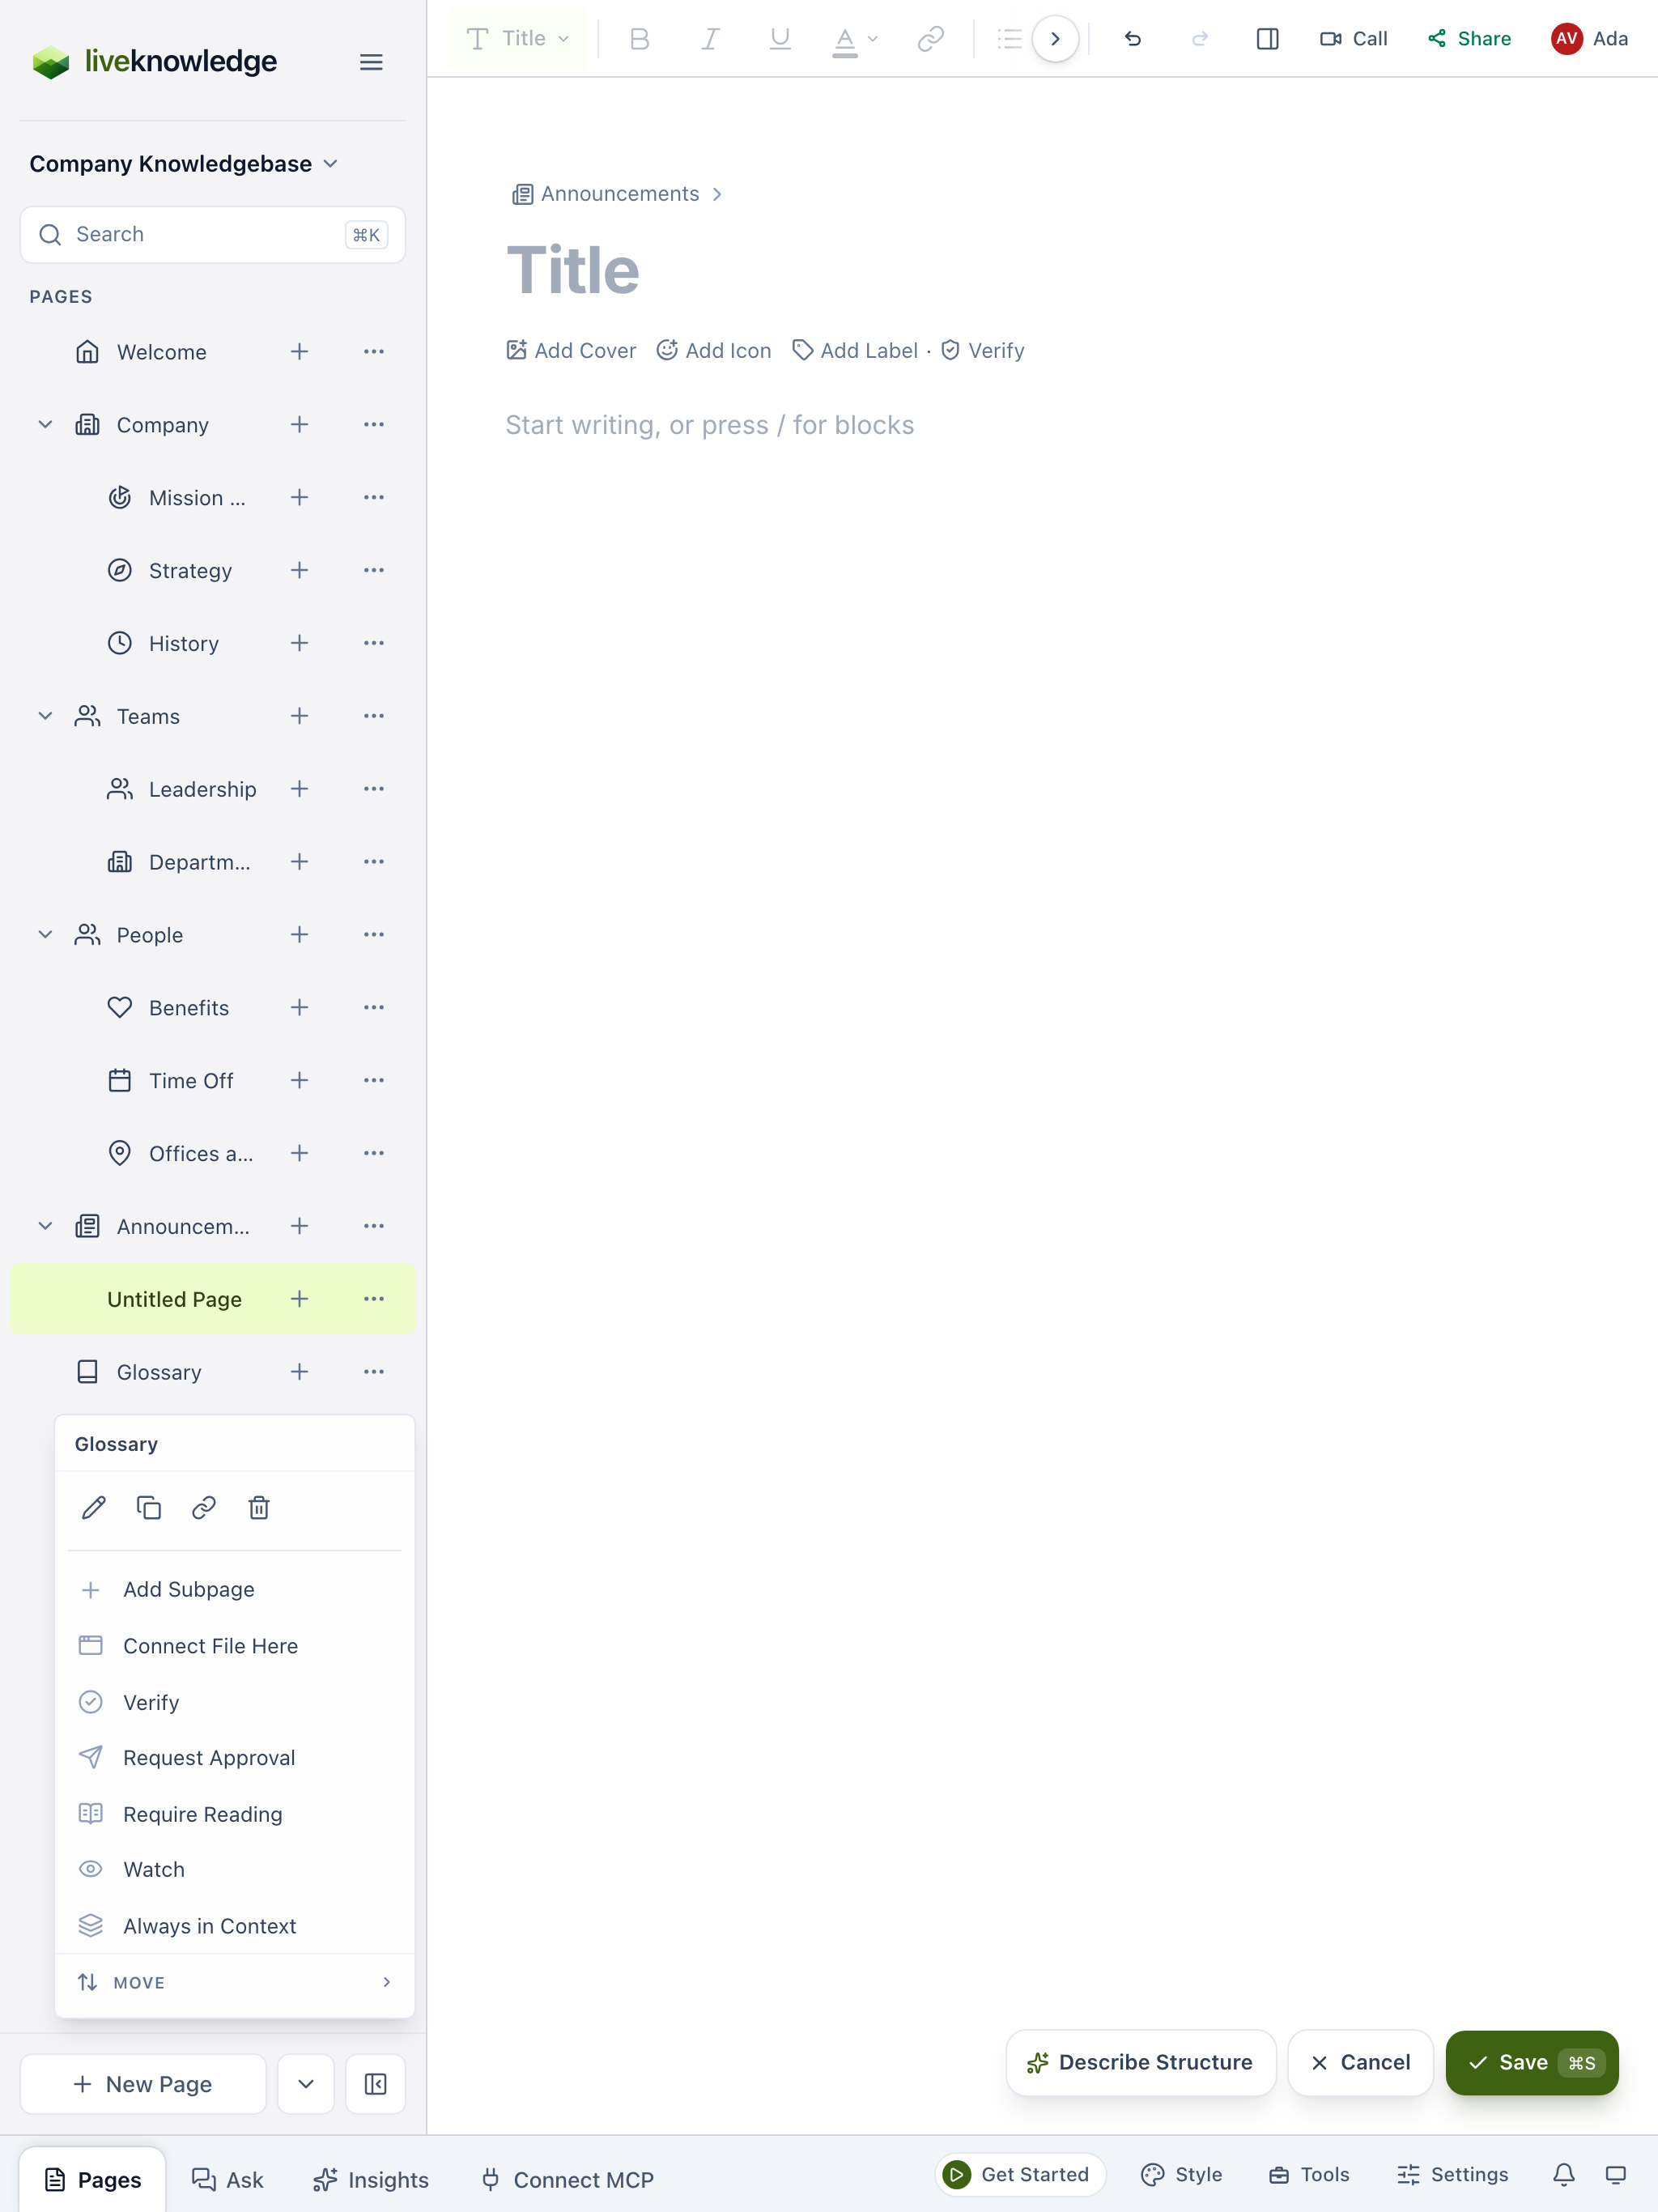 liveknowledge
Company Knowledgebase
Search ⌘K
PAGES
Welcome
Company
Mission ...
Strategy
History
Teams
Leadership
Departm...
People
Benefits
Time Off
Offices a...
Announcem...
Untitled Page
Glossary
Glossary
Add Subpage
Connect File Here
Verify
Request Approval
Require Reading
Watch
Always in Context
MOVE
New Page
Title B I U A Call Share AV Ada
Announcements
Title
Add Cover Add Icon Add Label · Verify
Start writing, or press / for blocks
Describe Structure Cancel Save ⌘S
Pages Ask Insights Connect MCP Get Started Style Tools Settings